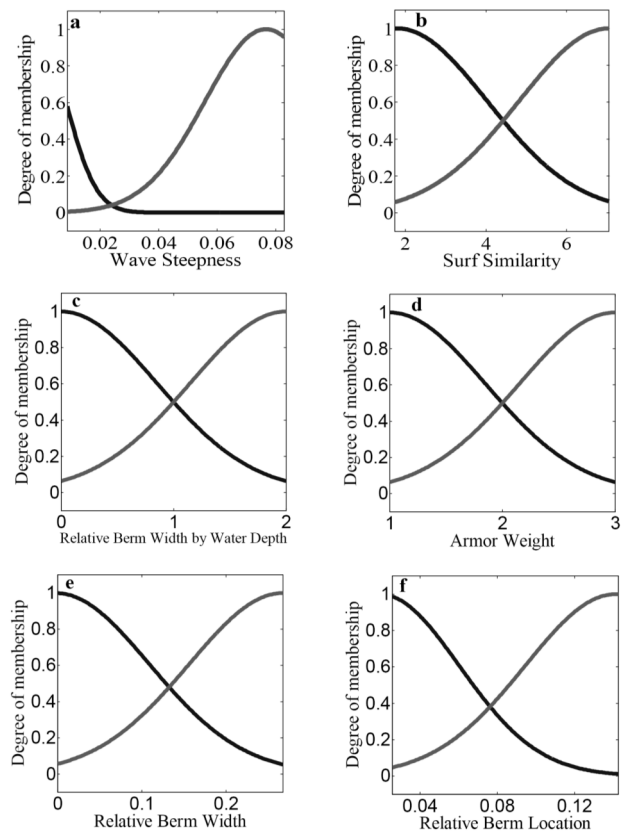 a
Degree of membership
1
0.8
0.6
0.4
0.2
0
0.02 0.04 0.06 0.08
Wave Steepness
b
Degree of membership
1
0.8
0.6
0.4
0.2
0
2 4 6
Surf Similarity
c
Degree of membership
1
0.8
0.6
0.4
0.2
0
0 1 2
Relative Berm Width by Water Depth
d
Degree of membership
1
0.8
0.6
0.4
0.2
0
1 2 3
Armor Weight
e
Degree of membership
1
0.8
0.6
0.4
0.2
0
0 0.1 0.2
Relative Berm Width
f
Degree of membership
1
0.8
0.6
0.4
0.2
0
0.04 0.08 0.12
Relative Berm Location